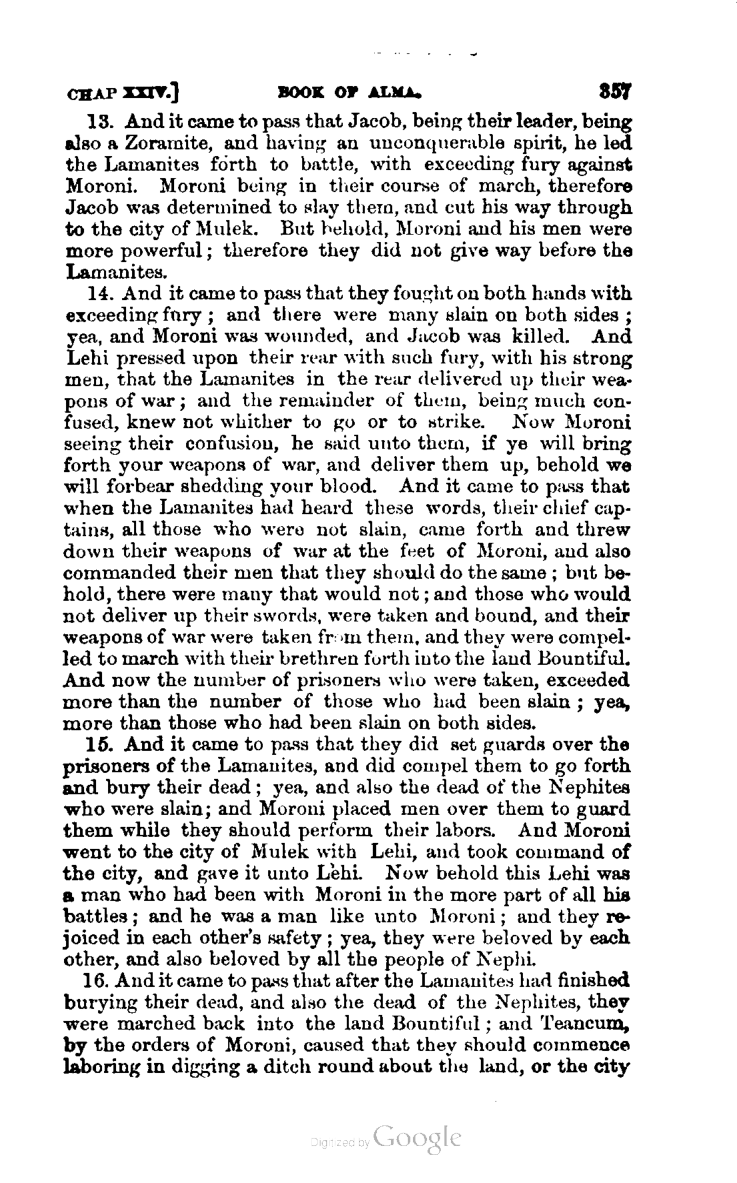 CHAP XXIV.] BOOK OF ALMA. 357
13. And it came to pass that Jacob, being their leader, being
also a Zoramite, and having an unconquerable spirit, he led
the Lamanites forth to battle, with exceeding fury against
Moroni. Moroni being in their course of march, therefore
Jacob was determined to slay them, and cut his way through
to the city of Mulek. But behold, Moroni and his men were
more powerful; therefore they did not give way before the
Lamanites.
14. And it came to pass that they fought on both hands with
exceeding fury; and there were many slain on both sides;
yea, and Moroni was wounded, and Jacob was killed. And
Lehi pressed upon their rear with such fury, with his strong
men, that the Lamanites in the rear delivered up their wea-
pons of war; and the remainder of them, being much con-
fused, knew not whither to go or to strike. Now Moroni
seeing their confusion, he said unto them, if ye will bring
forth your weapons of war, and deliver them up, behold we
will forbear shedding your blood. And it came to pass that
when the Lamanites had heard these words, their chief cap-
tains, all those who were not slain, came forth and threw
down their weapons of war at the feet of Moroni, and also
commanded their men that they should do the same; but be-
hold, there were many that would not; and those who would
not deliver up their swords, were taken and bound, and their
weapons of war were taken from them, and they were compel-
led to march with their brethren forth into the land Bountiful.
And now the number of prisoners who were taken, exceeded
more than the number of those who had been slain; yea,
more than those who had been slain on both sides.
15. And it came to pass that they did set guards over the
prisoners of the Lamanites, and did compel them to go forth
and bury their dead; yea, and also the dead of the Nephites
who were slain; and Moroni placed men over them to guard
them while they should perform their labors. And Moroni
went to the city of Mulek with Lehi, and took command of
the city, and gave it unto Lehi. Now behold this Lehi was
a man who had been with Moroni in the more part of all his
battles; and he was a man like unto Moroni; and they re-
joiced in each other's safety; yea, they were beloved by each
other, and also beloved by all the people of Nephi.
16. And it came to pass that after the Lamanites had finished
burying their dead, and also the dead of the Nephites, they
were marched back into the land Bountiful; and Teancum,
by the orders of Moroni, caused that they should commence
laboring in digging a ditch round about the land, or the city
Digitized by Google